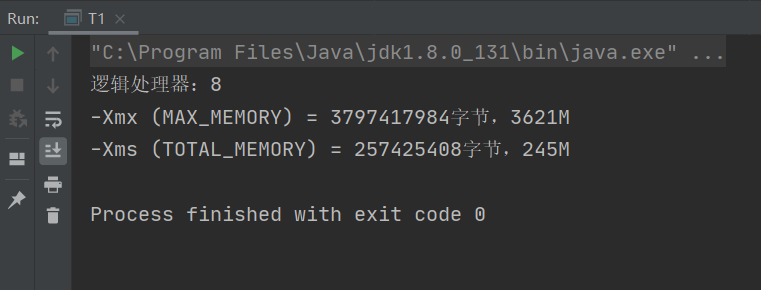 Run: T1
"C:\Program Files\Java\jdk1.8.0_131\bin\java.exe" ...
逻辑处理器：8
-Xmx (MAX_MEMORY) = 3797417984字节，3621M
-Xms (TOTAL_MEMORY) = 257425408字节，245M
Process finished with exit code 0